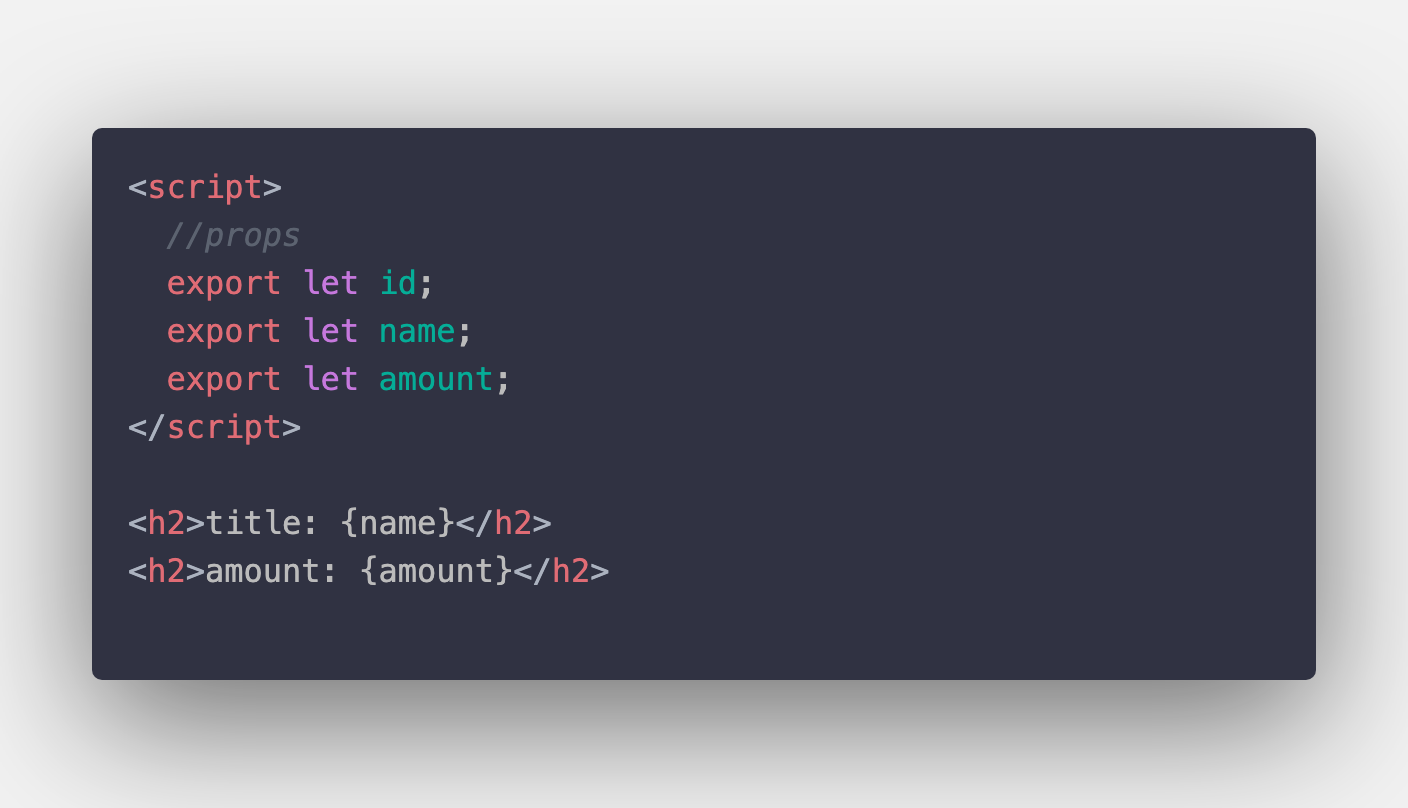 <script>
  //props
  export let id;
  export let name;
  export let amount;
</script>

<h2>title: {name}</h2>
<h2>amount: {amount}</h2>